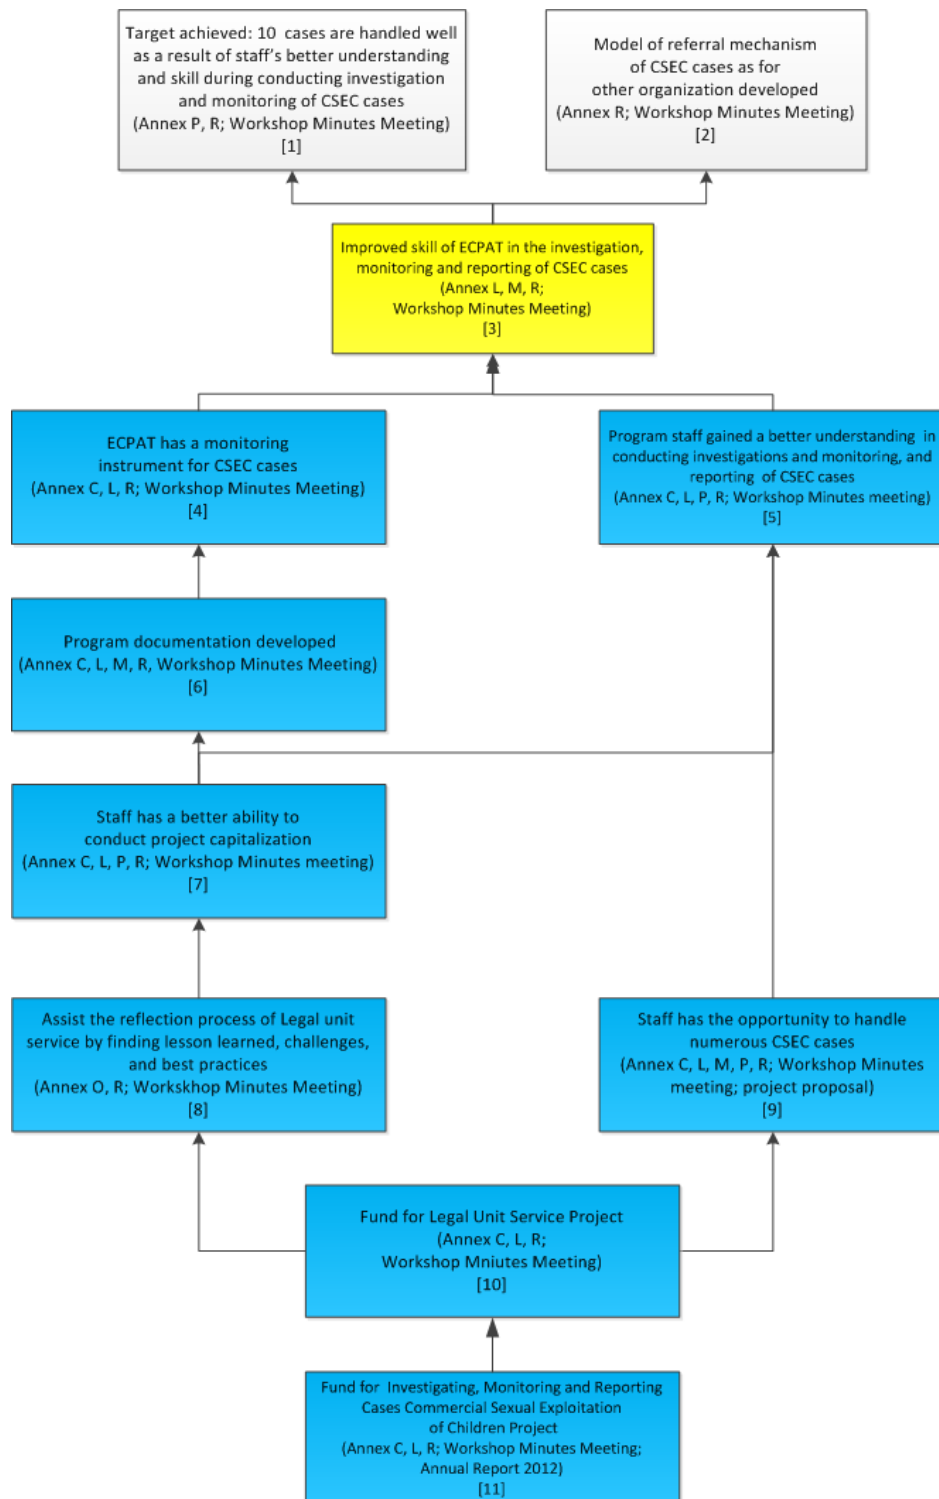 Target achieved: 10  cases are handled well
as a result of staff's better understanding
and skill during conducting investigation
and monitoring of CSEC cases
(Annex P, R; Workshop Minutes Meeting)
[1]
Model of referral mechanism
of CSEC cases as for
other organization developed
(Annex R; Workshop Minutes Meeting)
[2]
Improved skill of ECPAT in the investigation,
monitoring and reporting of CSEC cases
(Annex L, M, R;
Workshop Minutes Meeting)
[3]
ECPAT has a monitoring
instrument for CSEC cases
(Annex C, L, R; Workshop Minutes Meeting)
[4]
Program staff gained a better understanding  in
conducting investigations and monitoring, and
reporting  of CSEC cases
(Annex C, L, P, R; Workshop Minutes meeting)
[5]
Program documentation developed
(Annex C, L, M, R, Workshop Minutes Meeting)
[6]
Staff has a better ability to
conduct project capitalization
(Annex C, L, P, R; Workshop Minutes meeting)
[7]
Assist the reflection process of Legal unit
service by finding lesson learned, challenges,
and best practices
(Annex O, R; Workskhop Minutes Meeting)
[8]
Staff has the opportunity to handle
numerous CSEC cases
(Annex C, L, M, P, R; Workshop Minutes
meeting; project proposal)
[9]
Fund for Legal Unit Service Project
(Annex C, L, R;
Workshop Mniutes Meeting)
[10]
Fund for  Investigating, Monitoring and Reporting
Cases Commercial Sexual Exploitation
of Children Project
(Annex C, L, R; Workshop Minutes Meeting;
Annual Report 2012)
[11]